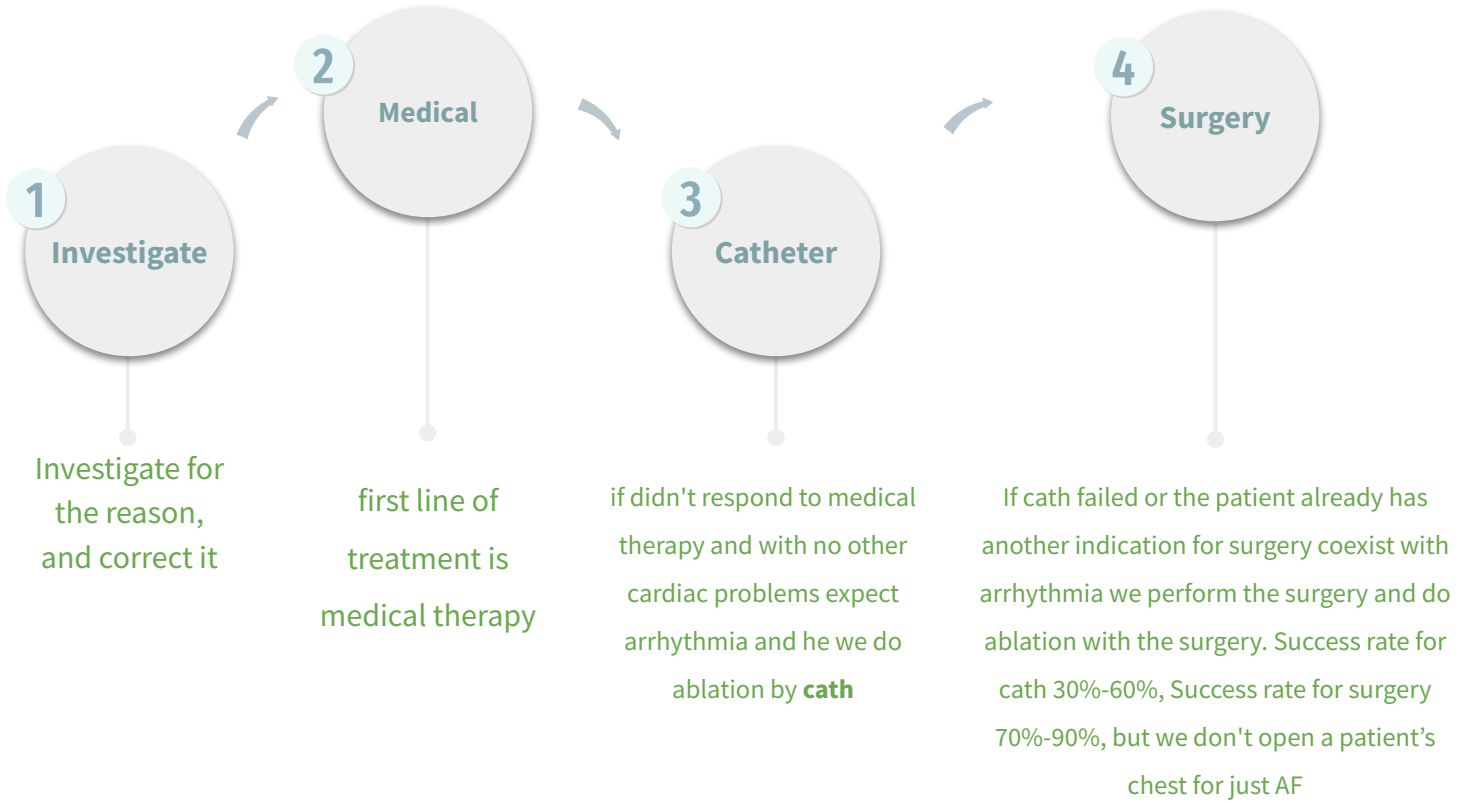 1
Investigate
Investigate for
the reason,
and correct it
2
Medical
first line of
treatment is
medical therapy
3
Catheter
if didn't respond to medical
therapy and with no other
cardiac problems expect
arrhythmia and he we do
ablation by cath
4
Surgery
If cath failed or the patient already has
another indication for surgery coexist with
arrhythmia we perform the surgery and do
ablation with the surgery. Success rate for
cath 30%-60%, Success rate for surgery
70%-90%, but we don't open a patient’s
chest for just AF